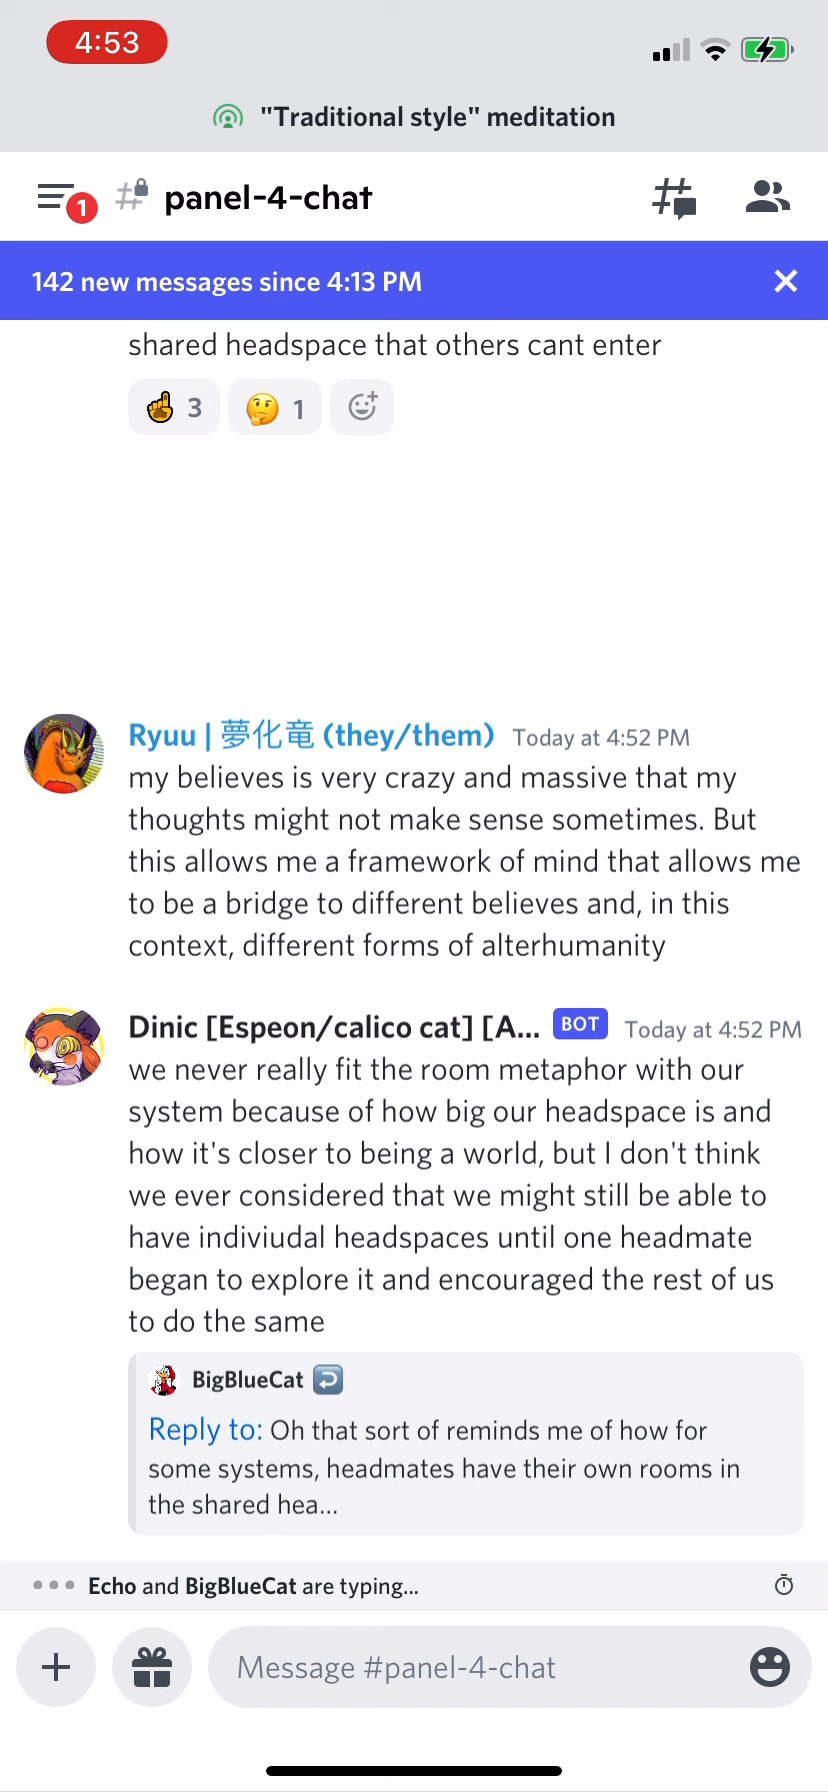 4:53
"Traditional style" meditation
1
panel-4-chat
142 new messages since 4:13 PM
shared headspace that others cant enter
3
1
Ryuu | 夢化竜 (they/them) Today at 4:52 PM
my believes is very crazy and massive that my
thoughts might not make sense sometimes. But
this allows me a framework of mind that allows me
to be a bridge to different believes and, in this
context, different forms of alterhumanity
Dinic [Espeon/calico cat] [A... BOT Today at 4:52 PM
we never really fit the room metaphor with our
system because of how big our headspace is and
how it's closer to being a world, but I don't think
we ever considered that we might still be able to
have indiviudal headspaces until one headmate
began to explore it and encouraged the rest of us
to do the same
BigBlueCat
Reply to: Oh that sort of reminds me of how for
some systems, headmates have their own rooms in
the shared hea...
Echo and BigBlueCat are typing...
Message #panel-4-chat